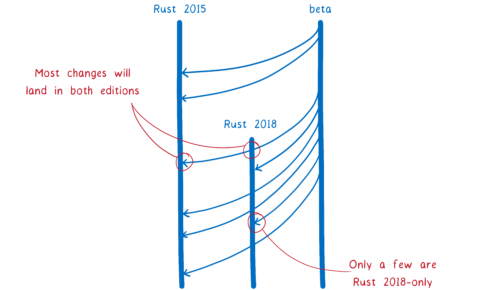 Rust 2015
beta
Most changes will
land in both editions
Rust 2018
Only a few are
Rust 2018-only